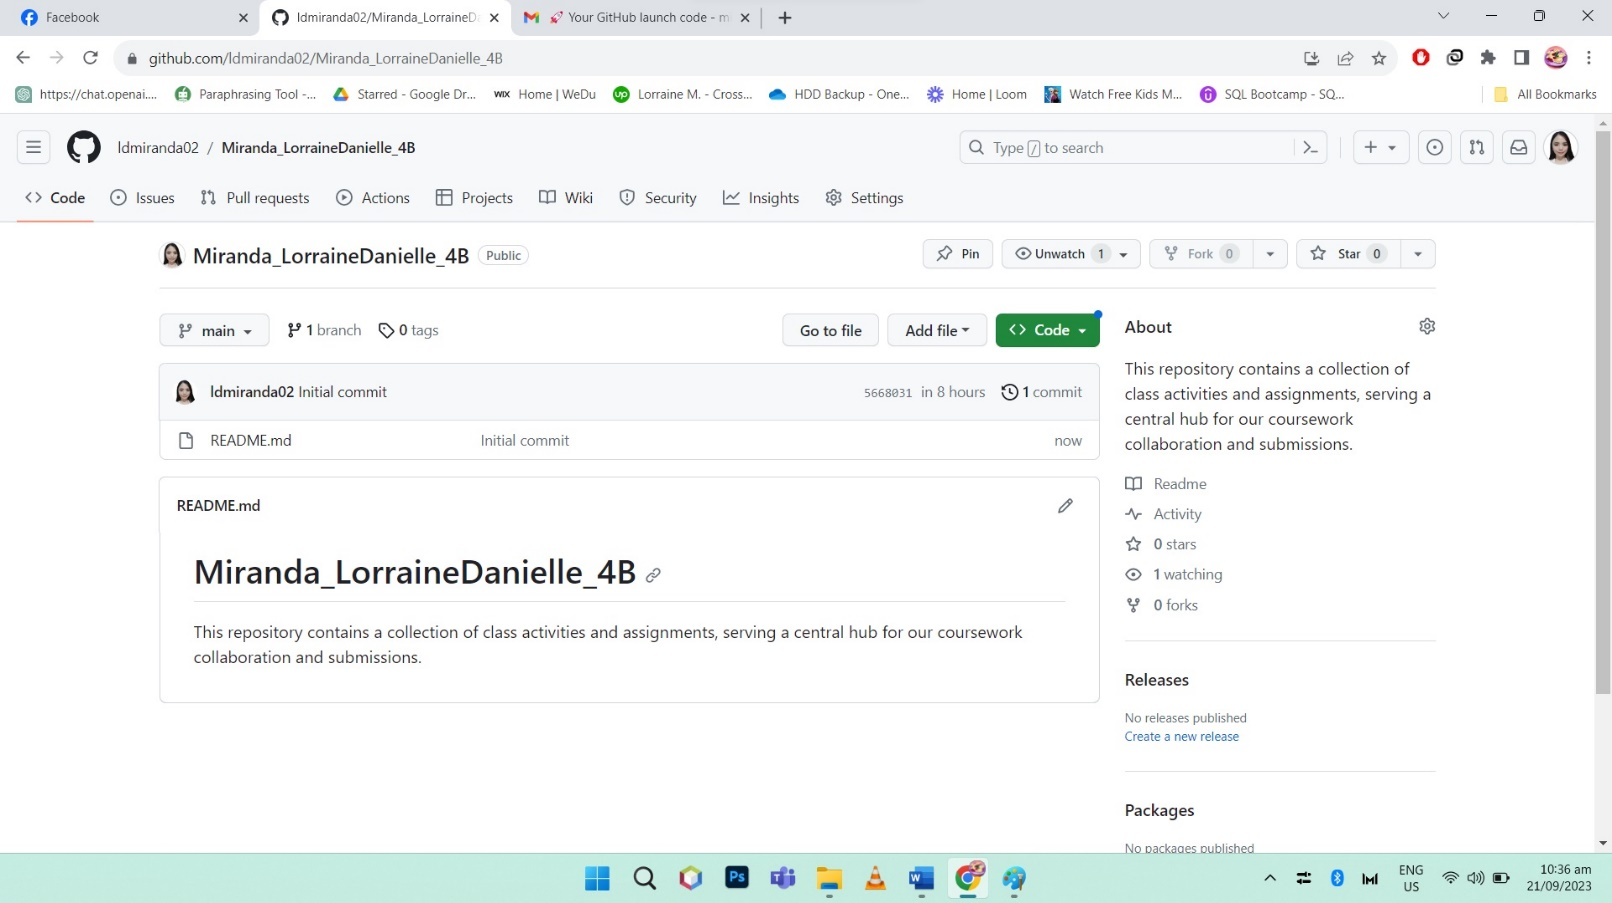 Facebook
ldmiranda02/Miranda_LorraineDa
Your GitHub launch code - mi
github.com/ldmiranda02/Miranda_LorraineDanielle_4B
https://chat.openai....
Paraphrasing Tool -...
Starred - Google Dr...
WIX Home | WeDu
up Lorraine M. - Cross...
HDD Backup - One...
Home | Loom
Watch Free Kids M...
SQL Bootcamp - SQ...
All Bookmarks
ldmiranda02 / Miranda_LorraineDanielle_4B
Type / to search
Code
Issues
Pull requests
Actions
Projects
Wiki
Security
Insights
Settings
Miranda_LorraineDanielle_4B Public
Pin
Unwatch 1
Fork 0
Star 0
main
1 branch
0 tags
Go to file
Add file
Code
ldmiranda02 Initial commit
5668031 in 8 hours
1 commit
README.md
Initial commit
now
README.md
Miranda_LorraineDanielle_4B
This repository contains a collection of class activities and assignments, serving a central hub for our coursework
collaboration and submissions.
About
This repository contains a collection of
class activities and assignments, serving a
central hub for our coursework
collaboration and submissions.
Readme
Activity
0 stars
1 watching
0 forks
Releases
No releases published
Create a new release
Packages
No packages published
Ps
ENG
US
10:36 am
21/09/2023